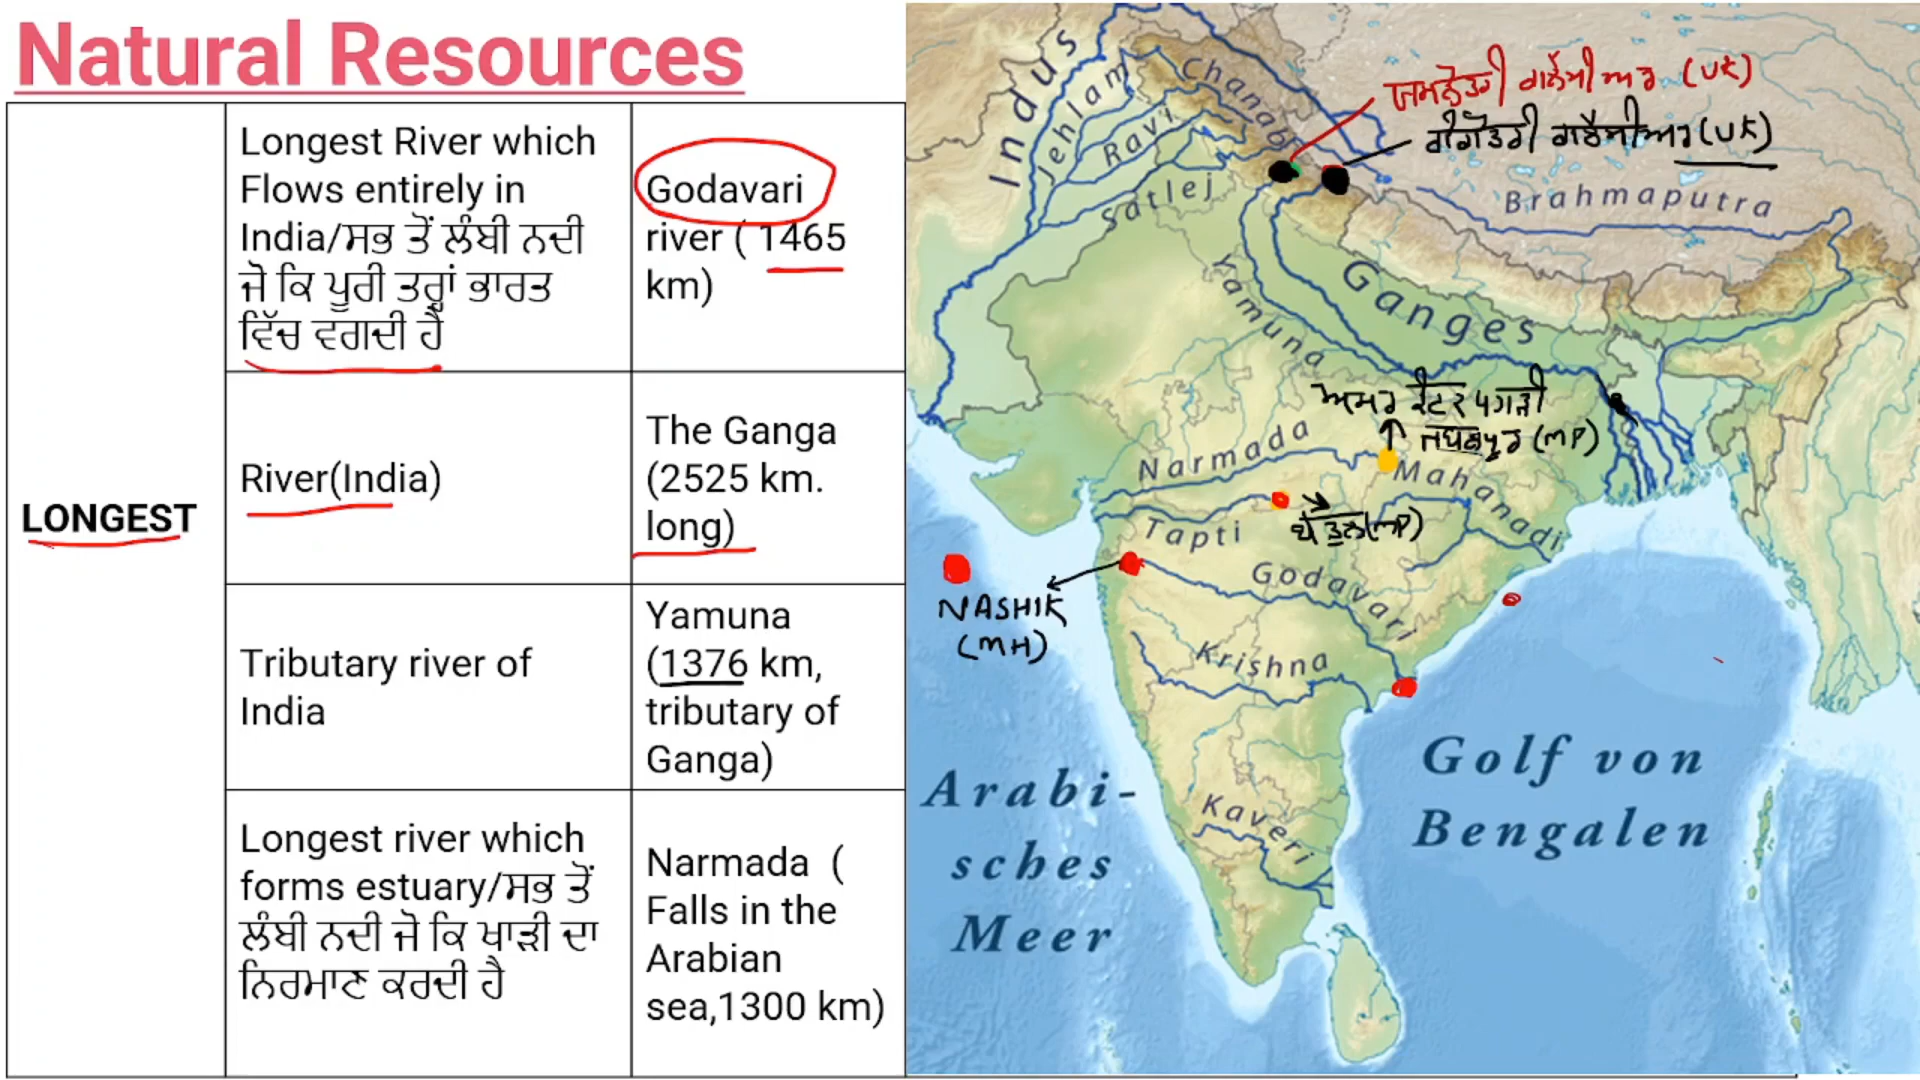 Natural Resources
LONGEST
Longest River which
Flows entirely in
India/ਸਭ ਤੋਂ ਲੰਬੀ ਨਦੀ
ਜੋ ਕਿ ਪੂਰੀ ਤਰ੍ਹਾਂ ਭਾਰਤ
ਵਿੱਚ ਵਗਦੀ ਹੈ
Godavari
river ( 1465
km)
River(India)
The Ganga
(2525 km.
long)
Tributary river of
India
Yamuna
(1376 km,
tributary of
Ganga)
Longest river which
forms estuary/ਸਭ ਤੋਂ
ਲੰਬੀ ਨਦੀ ਜੋ ਕਿ ਖਾੜੀ ਦਾ
ਨਿਰਮਾਣ ਕਰਦੀ ਹੈ
Narmada (
Falls in the
Arabian
sea,1300 km)
Indus
Jehlam
Chanab
Ravi
Satlej
(UK)
(UK)
Brahmaputra
Ganges
Yamuna
(MP)
Narmada
Mahanadi
Tapti
(MP)
Godavari
NASHIK
(MH)
Krishna
Kaveri
Arabi-
sches
Meer
Golf von
Bengalen